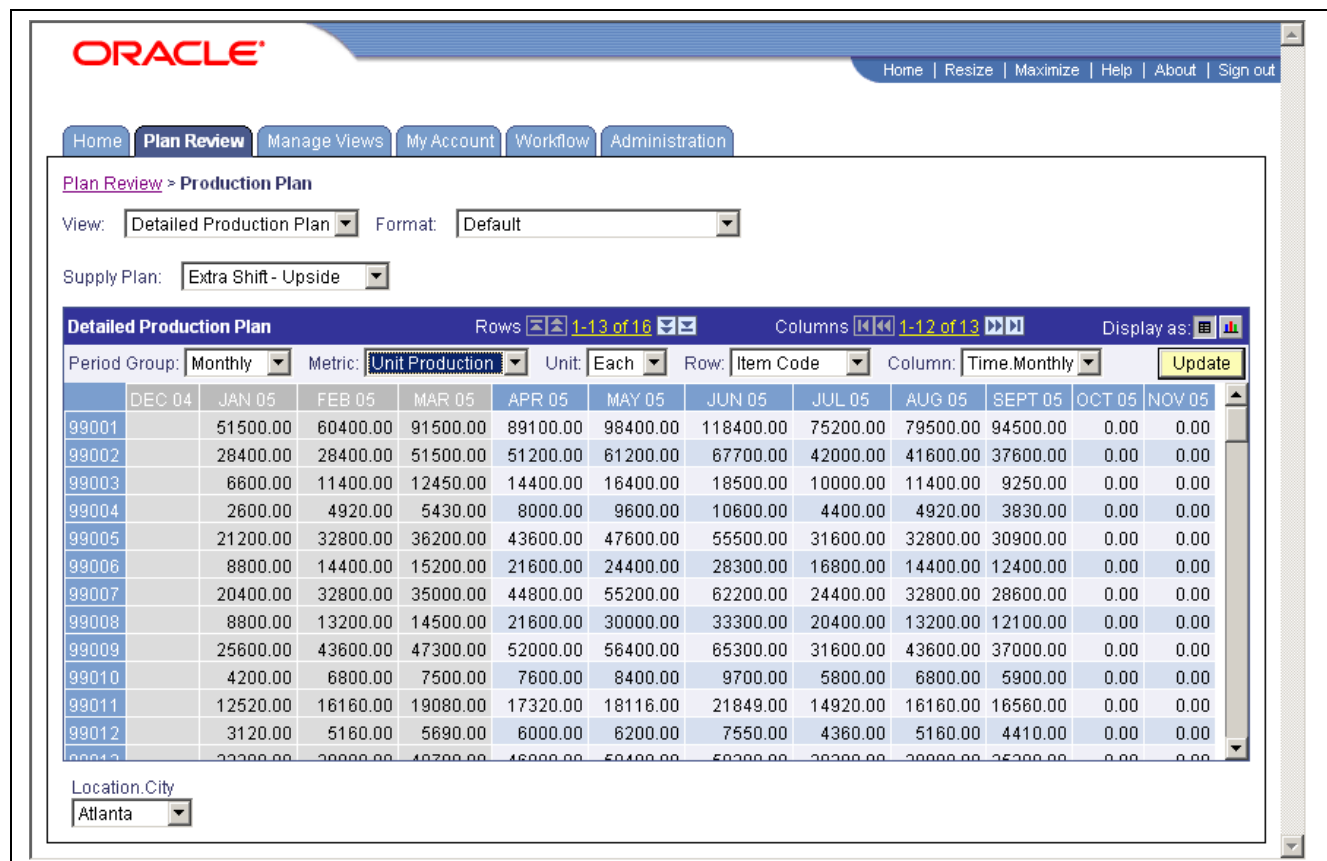 ORACLE
Home | Resize | Maximize | Help | About | Sign out
Home Plan Review Manage Views My Account Workflow Administration
Plan Review > Production Plan
View: Detailed Production Plan Format: Default
Supply Plan: Extra Shift - Upside
Detailed Production Plan Rows 1-13 of 16 Columns 1-12 of 13 Display as:
Period Group: Monthly Metric: Unit Production Unit: Each Row: Item Code Column: Time.Monthly Update
DEC 04 JAN 05 FEB 05 MAR 05 APR 05 MAY 05 JUN 05 JUL 05 AUG 05 SEPT 05 OCT 05 NOV 05
99001 51500.00 60400.00 91500.00 89100.00 98400.00 118400.00 75200.00 79500.00 94500.00 0.00 0.00
99002 28400.00 28400.00 51500.00 51200.00 61200.00 67700.00 42000.00 41600.00 37600.00 0.00 0.00
99003 6600.00 11400.00 12450.00 14400.00 16400.00 18500.00 10000.00 11400.00 9250.00 0.00 0.00
99004 2600.00 4920.00 5430.00 8000.00 9600.00 10600.00 4400.00 4920.00 3830.00 0.00 0.00
99005 21200.00 32800.00 36200.00 43600.00 47600.00 55500.00 31600.00 32800.00 30900.00 0.00 0.00
99006 8800.00 14400.00 15200.00 21600.00 24400.00 28300.00 16800.00 14400.00 12400.00 0.00 0.00
99007 20400.00 32800.00 35000.00 44800.00 55200.00 62200.00 24400.00 32800.00 28600.00 0.00 0.00
99008 8800.00 13200.00 14500.00 21600.00 30000.00 33300.00 20400.00 13200.00 12100.00 0.00 0.00
99009 25600.00 43600.00 47300.00 52000.00 56400.00 65300.00 31600.00 43600.00 37000.00 0.00 0.00
99010 4200.00 6800.00 7500.00 7600.00 8400.00 9700.00 5800.00 6800.00 5900.00 0.00 0.00
99011 12520.00 16160.00 19080.00 17320.00 18116.00 21849.00 14920.00 16160.00 16560.00 0.00 0.00
99012 3120.00 5160.00 5690.00 6000.00 6200.00 7550.00 4360.00 5160.00 4410.00 0.00 0.00
Location.City
Atlanta